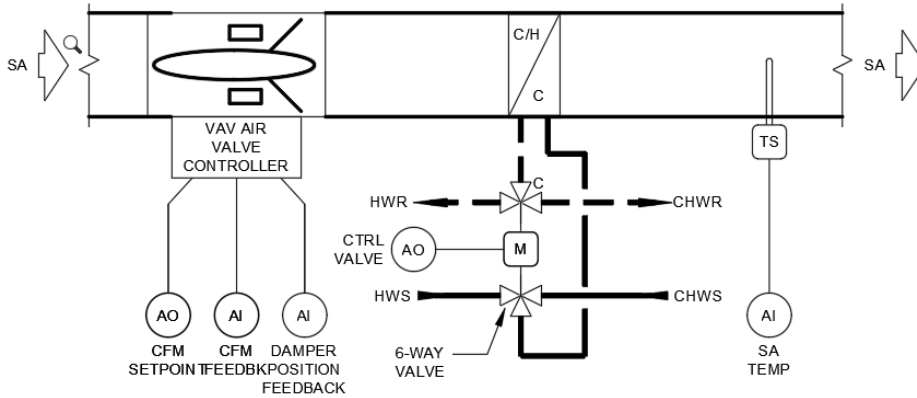 SA
C/H
C
SA
VAV AIR
VALVE
CONTROLLER
TS
C
HWR
CHWR
CTRL
VALVE
AO
M
HWS
CHWS
AO
AI
AI
AI
CFM
SETPOINT
CFM
FEEDBK
DAMPER
POSITION
FEEDBACK
6-WAY
VALVE
SA
TEMP